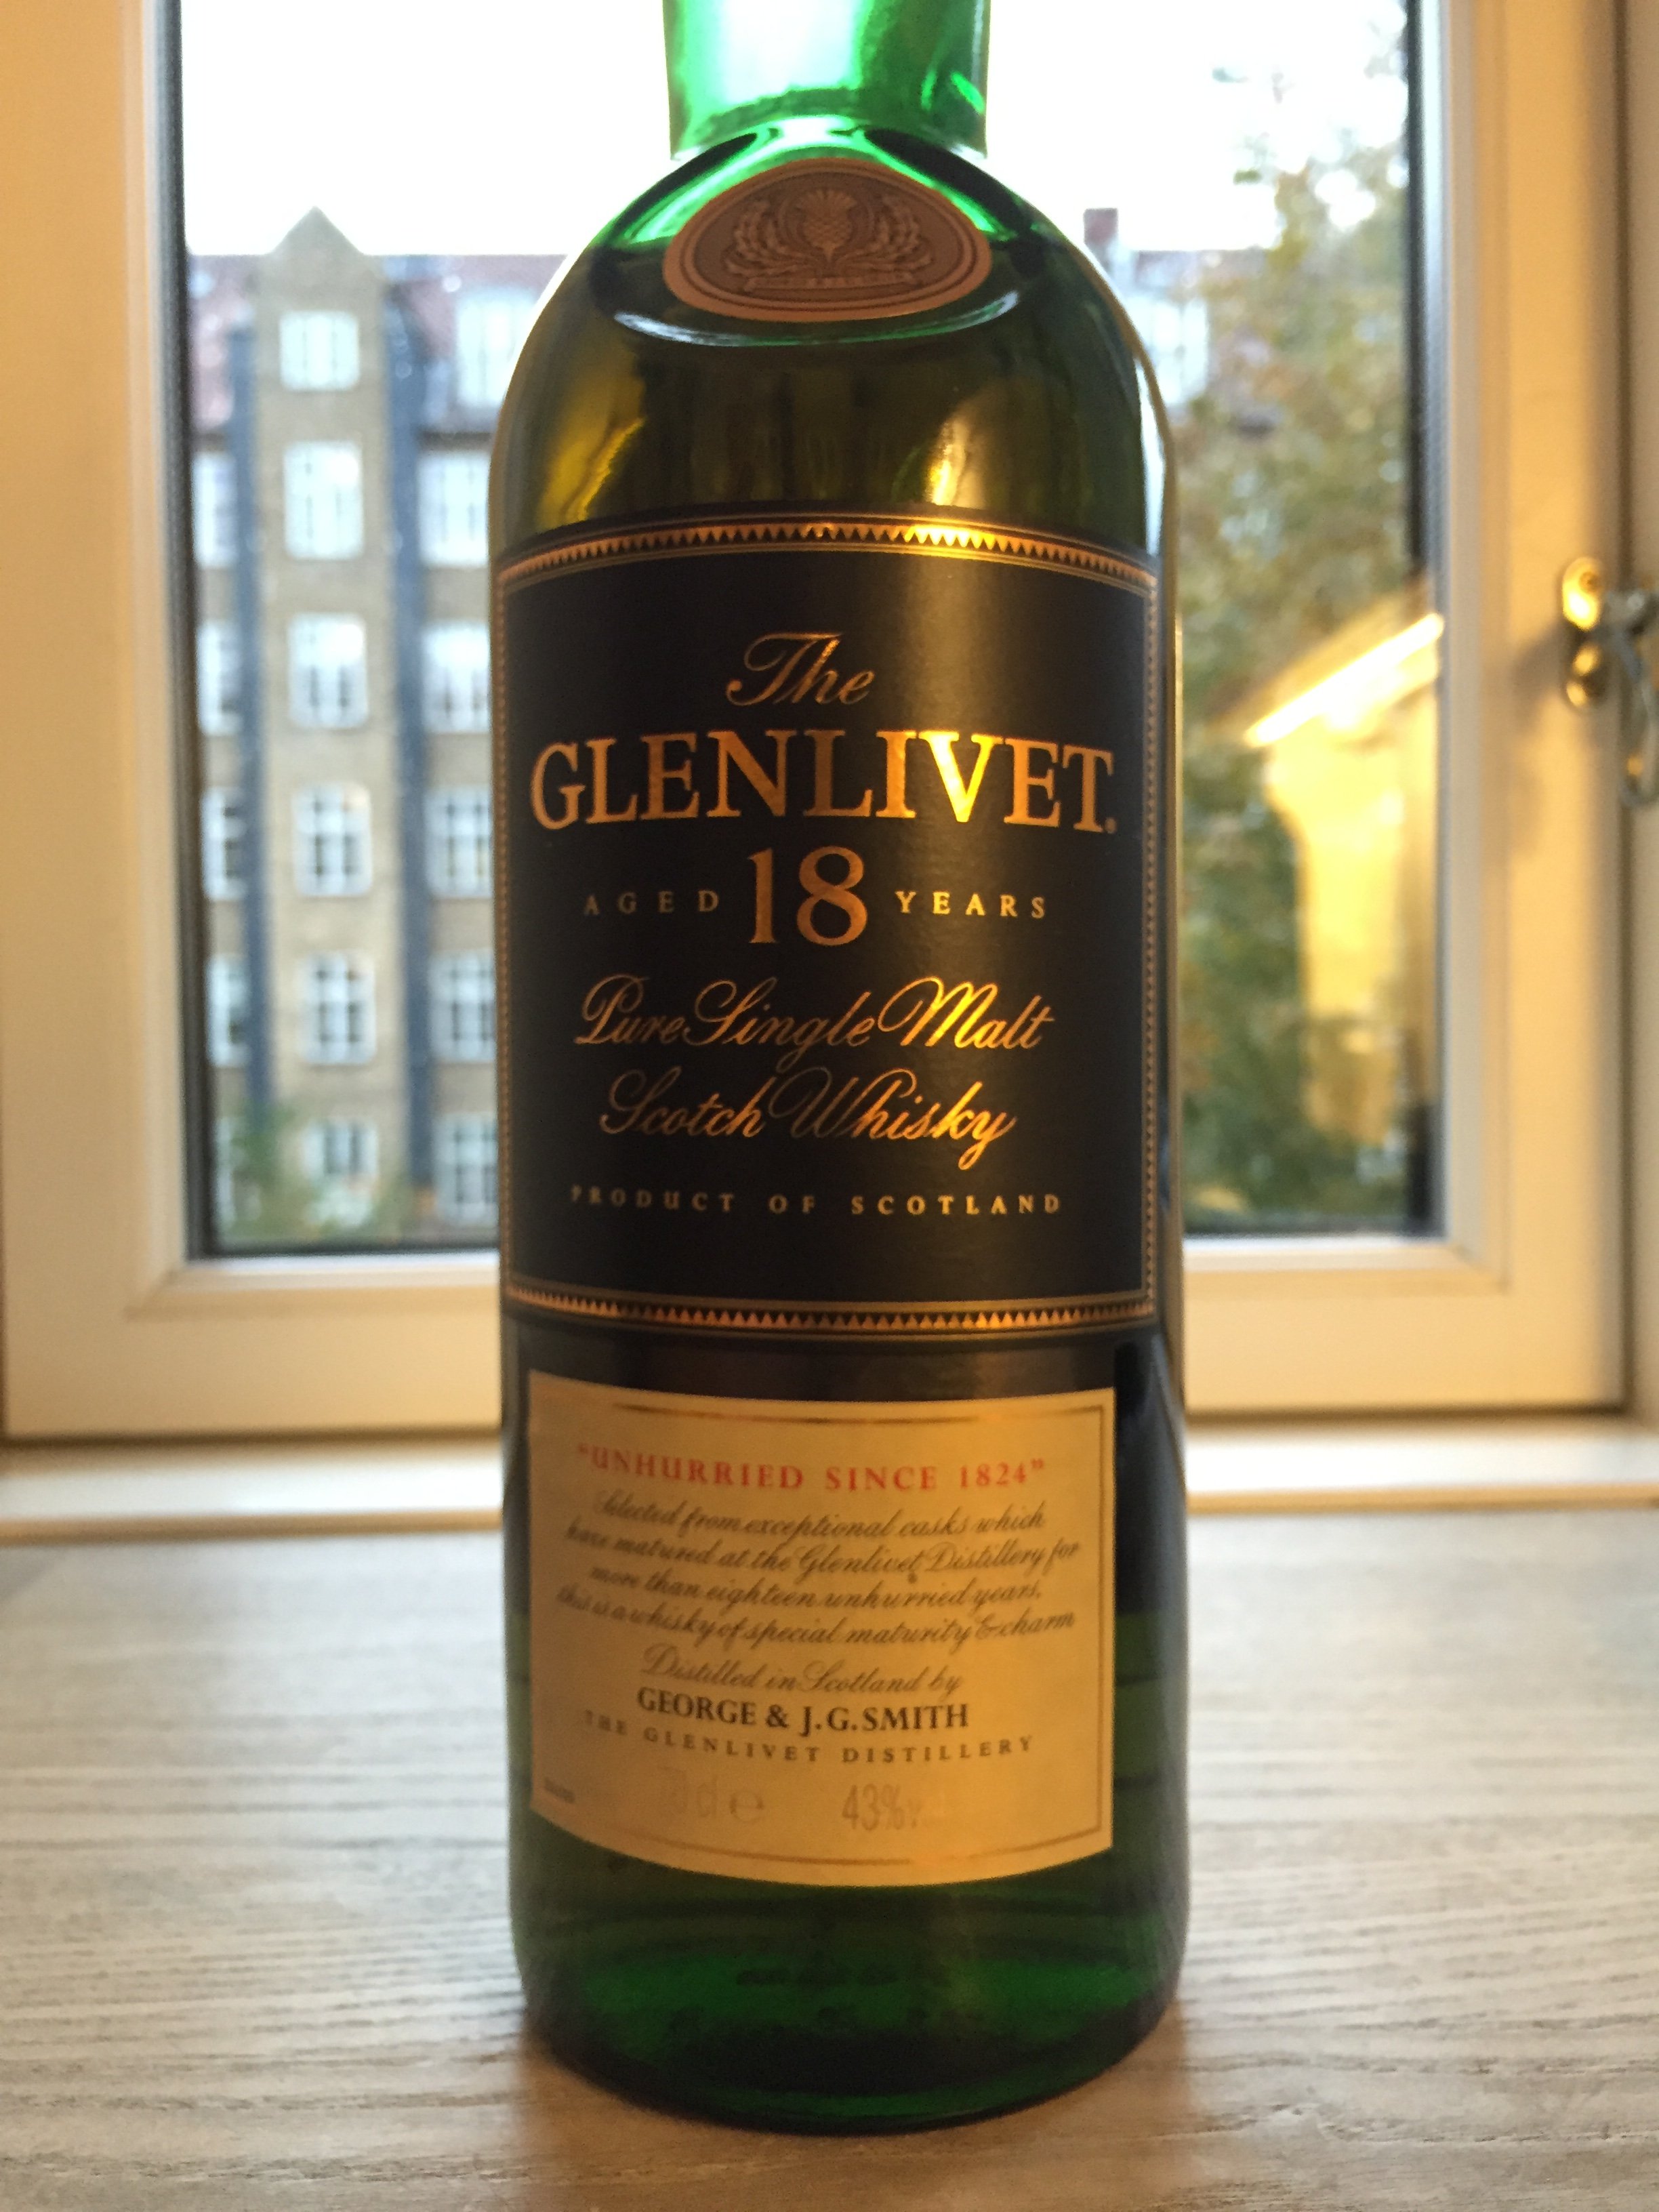 The
GLENLIVET.
AGED 18 YEARS
Pure Single Malt
Scotch Whisky
PRODUCT OF SCOTLAND
"UNHURRIED SINCE 1824"
Selected from exceptional casks which
have matured at the Glenlivet Distillery for
more than eighteen unhurried years,
this is a whisky of special maturity & charm
Distilled in Scotland by
GEORGE & J.G. SMITH
THE GLENLIVET DISTILLERY
70 cl e 43%